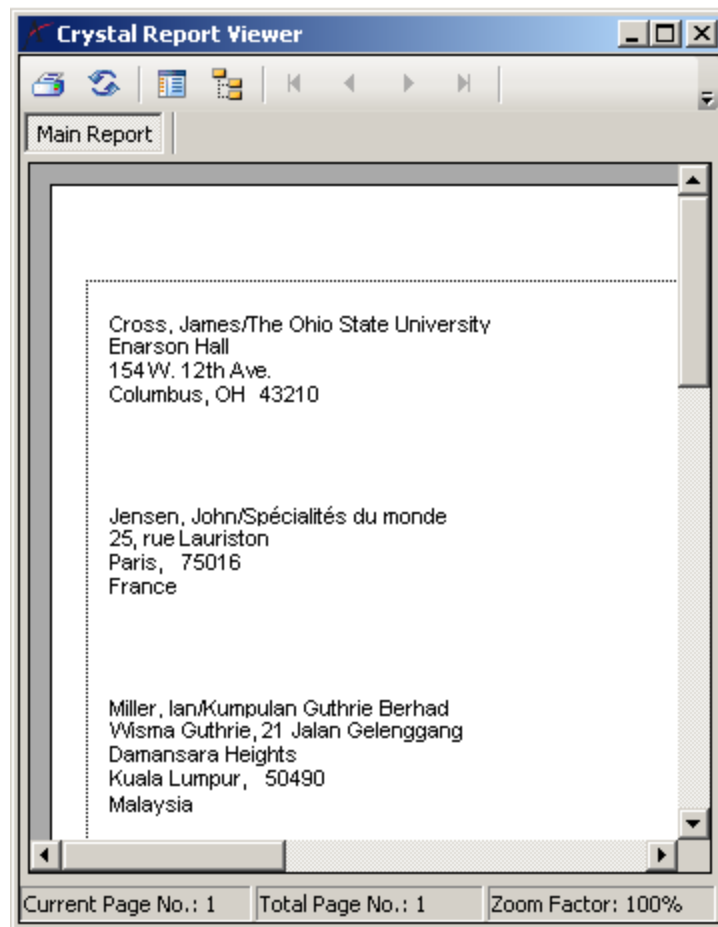 Crystal Report Viewer
Main Report
Cross, James/The Ohio State University
Enarson Hall
154 W. 12th Ave.
Columbus, OH  43210
Jensen, John/Spécialités du monde
25, rue Lauriston
Paris,  75016
France
Miller, Ian/Kumpulan Guthrie Berhad
Wisma Guthrie, 21 Jalan Gelenggang
Damansara Heights
Kuala Lumpur,  50490
Malaysia
Current Page No.: 1 Total Page No.: 1 Zoom Factor: 100%